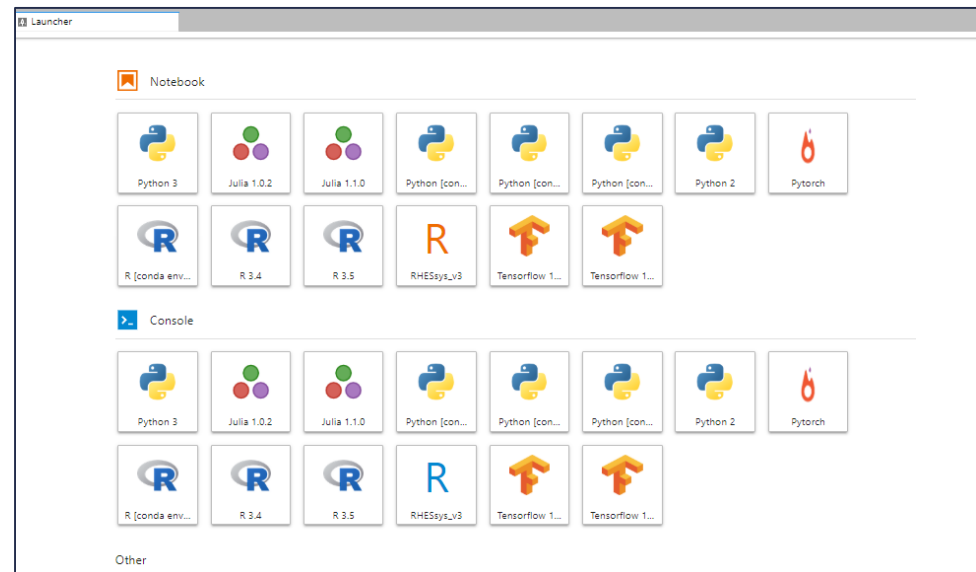 Launcher
Notebook
Python 3 Julia 1.0.2 Julia 1.1.0 Python [con... Python [con... Python [con... Python 2 Pytorch
R R R R
R [conda env... R 3.4 R 3.5 RHESsys_v3 Tensorflow 1... Tensorflow 1...
Console
Python 3 Julia 1.0.2 Julia 1.1.0 Python [con... Python [con... Python [con... Python 2 Pytorch
R R R R
R [conda env... R 3.4 R 3.5 RHESsys_v3 Tensorflow 1... Tensorflow 1...
Other